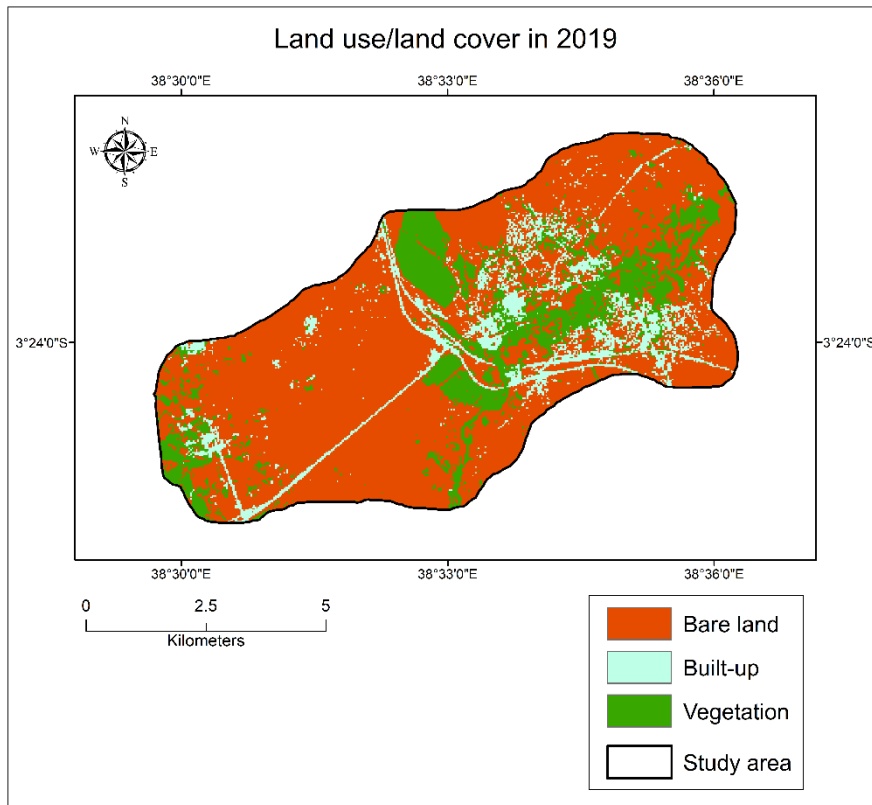 Land use/land cover in 2019
38°30'0"E 38°33'0"E 38°36'0"E
N
W E
S
3°24'0"S 3°24'0"S
38°30'0"E 38°33'0"E 38°36'0"E
0 2.5 5
Kilometers
Bare land
Built-up
Vegetation
Study area